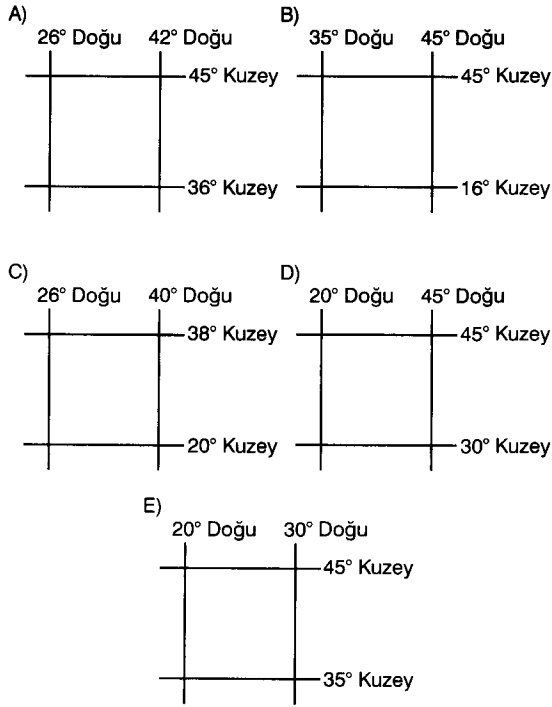 A)
26° Doğu 42° Doğu
45° Kuzey
36° Kuzey
B)
35° Doğu 45° Doğu
45° Kuzey
16° Kuzey
C)
26° Doğu 40° Doğu
38° Kuzey
20° Kuzey
D)
20° Doğu 45° Doğu
45° Kuzey
30° Kuzey
E)
20° Doğu 30° Doğu
45° Kuzey
35° Kuzey